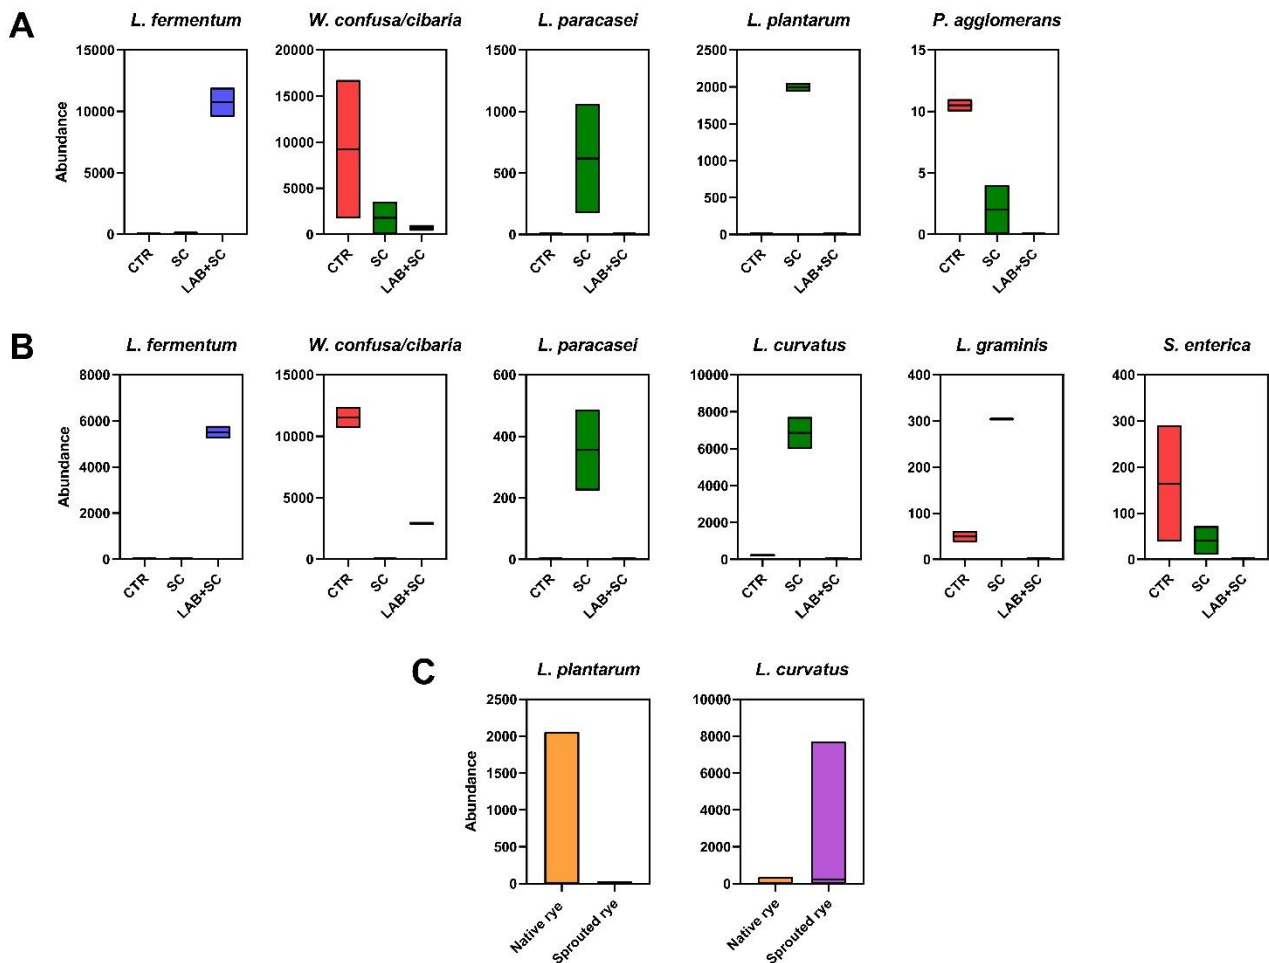 A
L. fermentum
W. confusa/cibaria
L. paracasei
L. plantarum
P. agglomerans
Abundance
15000
10000
5000
0
CTR
SC
LAB+SC
20000
15000
10000
5000
0
CTR
SC
LAB+SC
1500
1000
500
0
CTR
SC
LAB+SC
2500
2000
1500
1000
500
0
CTR
SC
LAB+SC
15
10
5
0
CTR
SC
LAB+SC
B
L. fermentum
W. confusa/cibaria
L. paracasei
L. curvatus
L. graminis
S. enterica
Abundance
8000
6000
4000
2000
0
CTR
SC
LAB+SC
15000
10000
5000
0
CTR
SC
LAB+SC
600
400
200
0
CTR
SC
LAB+SC
10000
8000
6000
4000
2000
0
CTR
SC
LAB+SC
400
300
200
100
0
CTR
SC
LAB+SC
400
300
200
100
0
CTR
SC
LAB+SC
C
L. plantarum
L. curvatus
Abundance
2500
2000
1500
1000
500
0
Native rye
Sprouted rye
10000
8000
6000
4000
2000
0
Native rye
Sprouted rye